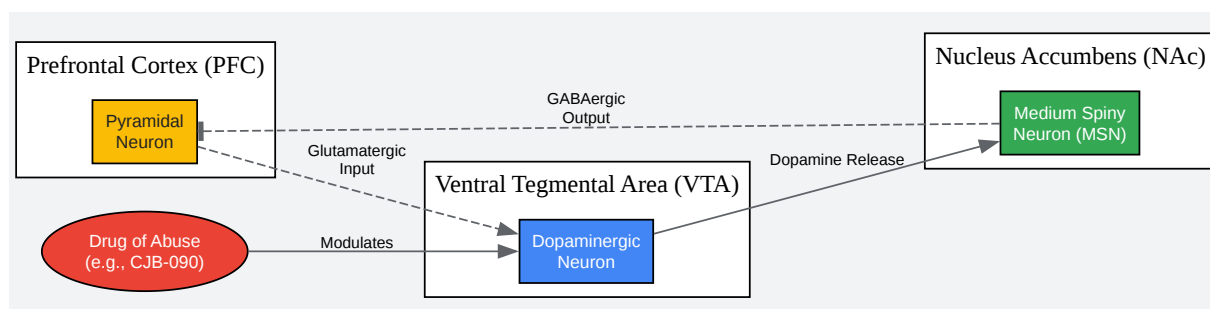 Prefrontal Cortex (PFC)
Pyramidal
Neuron
Nucleus Accumbens (NAc)
Medium Spiny
Neuron (MSN)
GABAergic
Output
Glutamatergic
Input
Dopamine Release
Ventral Tegmental Area (VTA)
Dopaminergic
Neuron
Drug of Abuse
(e.g., CJB-090)
Modulates